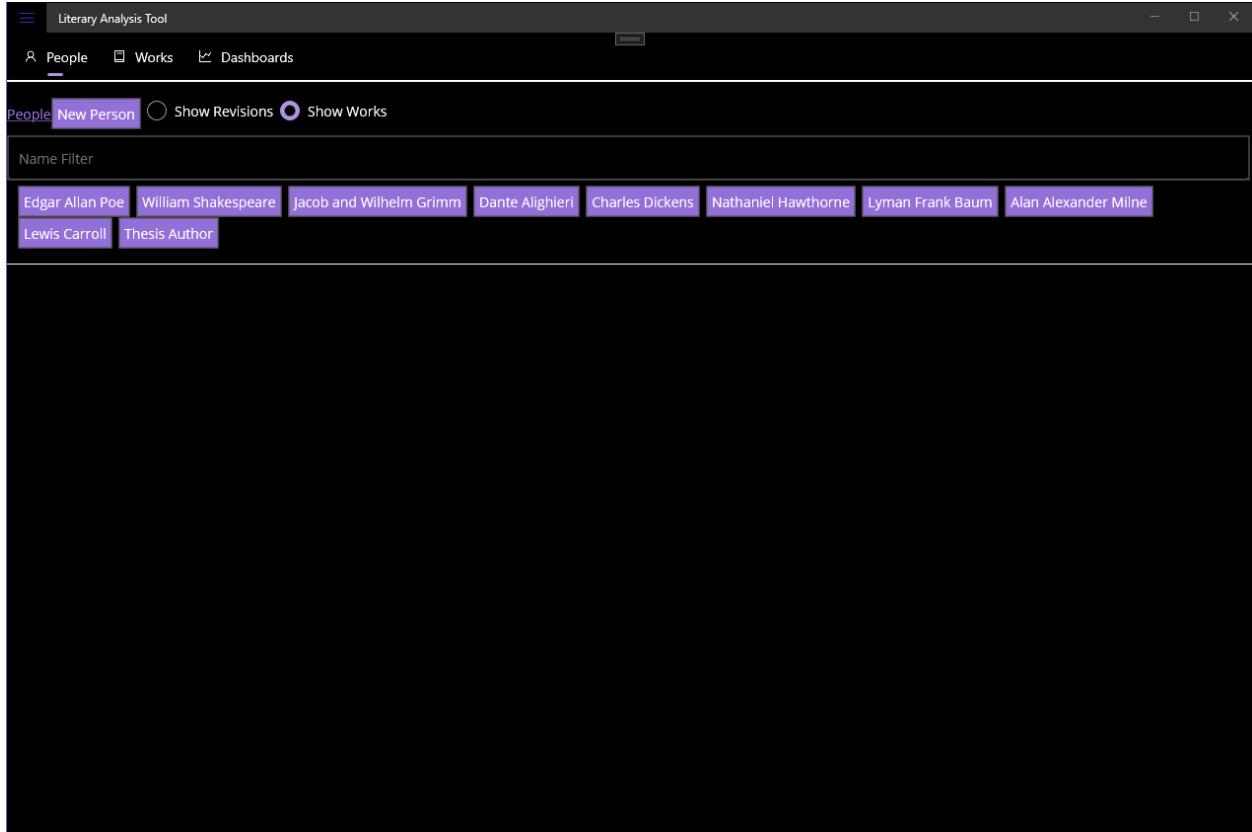 Literary Analysis Tool
People Works Dashboards
People New Person Show Revisions Show Works
Name Filter
Edgar Allan Poe William Shakespeare Jacob and Wilhelm Grimm Dante Alighieri Charles Dickens Nathaniel Hawthorne Lyman Frank Baum Alan Alexander Milne
Lewis Carroll Thesis Author